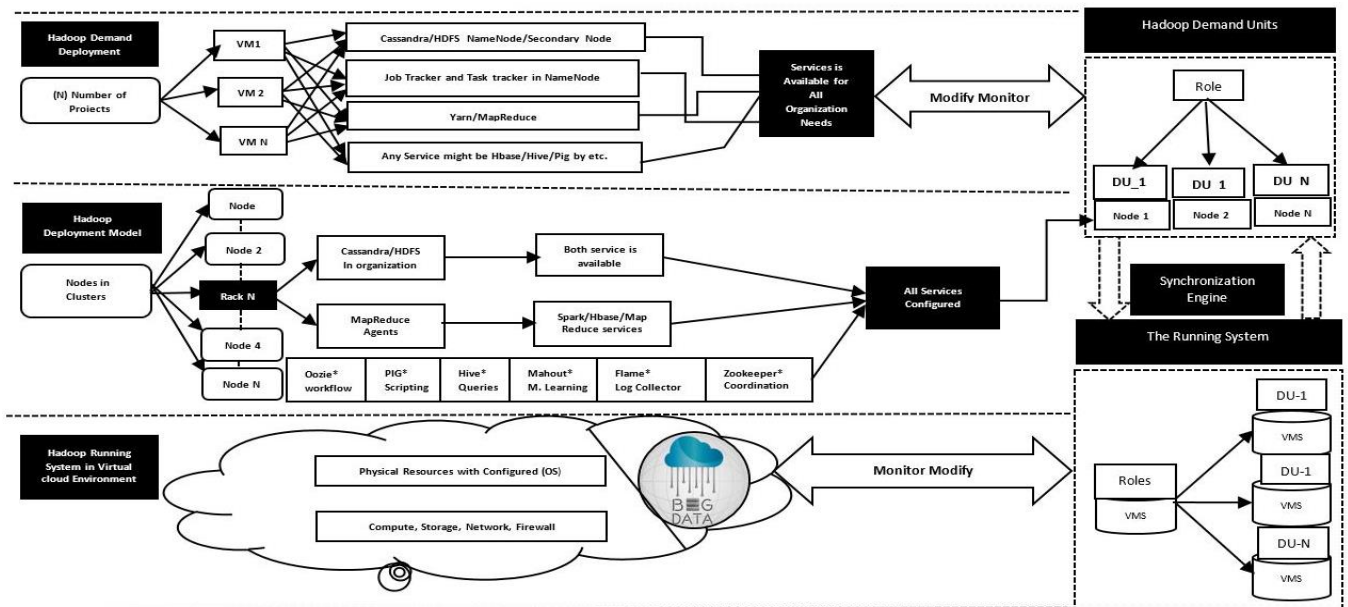 Hadoop Demand
Deployment
(N) Number of
Projects
VM1
VM 2
VM N
Cassandra/HDFS NameNode/Secondary Node
Job Tracker and Task tracker in NameNode
Yarn/MapReduce
Any Service might be Hbase/Hive/Pig by etc.
Services is
Available for
All
Organization
Needs
Modify Monitor
Hadoop Demand Units
Role
DU_1
DU 1
DU N
Node 1
Node 2
Node N
Hadoop
Deployment Model
Nodes in
Clusters
Node
Node 2
Rack N
Node 4
Node N
Cassandra/HDFS
In organization
MapReduce
Agents
Both service is
available
Spark/Hbase/Map
Reduce services
Oozie*
workflow
PIG*
Scripting
Hive*
Queries
Mahout*
M. Learning
Flame*
Log Collector
Zookeeper*
Coordination
All Services
Configured
Synchronization
Engine
The Running System
Hadoop Running
System in Virtual
cloud Environment
Physical Resources with Configured (OS)
Compute, Storage, Network, Firewall
BIG
DATA
Monitor Modify
Roles
VMS
DU-1
VMS
DU-1
VMS
DU-N
VMS